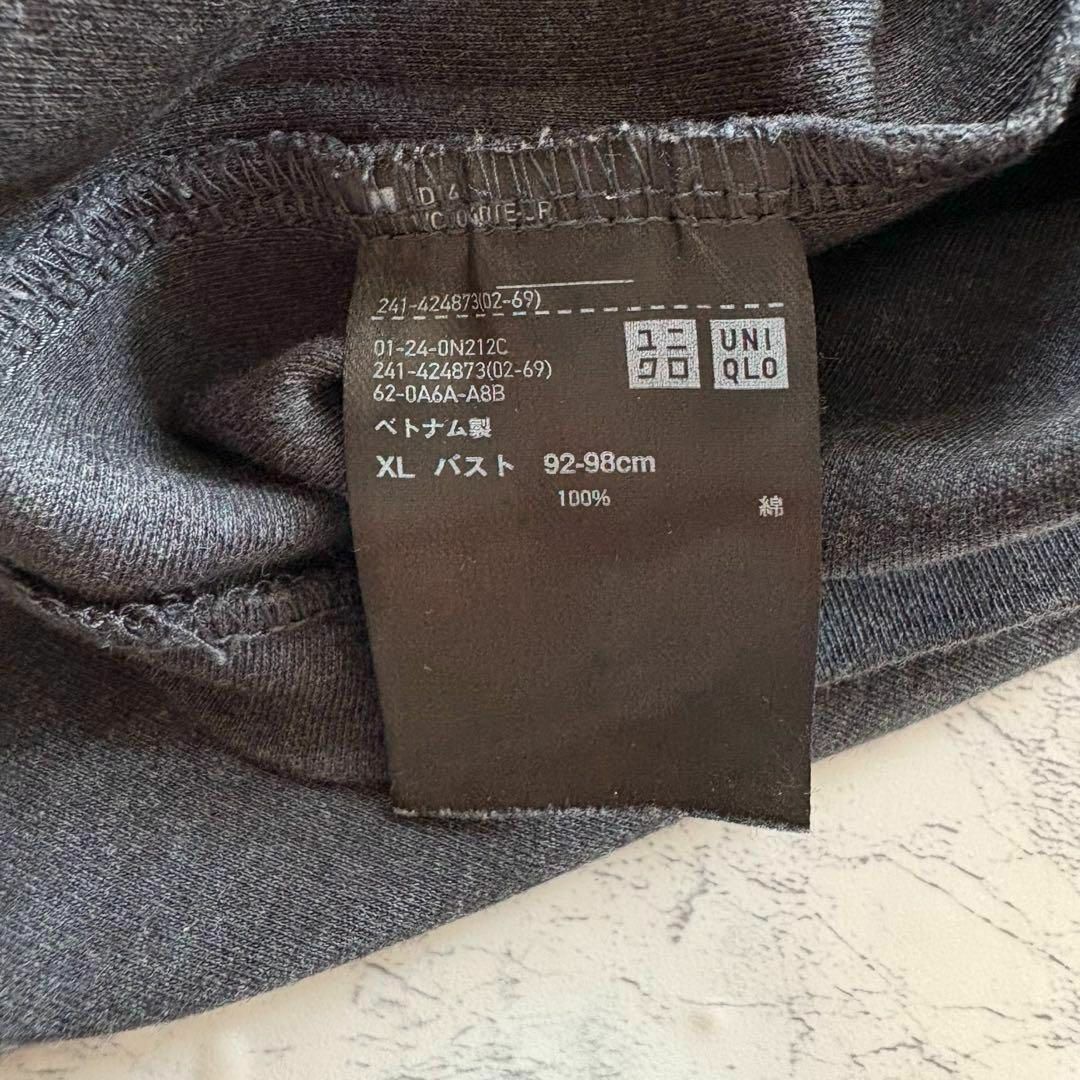 241-424873(02-69)
01-24-0N212C
241-424873(02-69)
62-0A6A-A8B
ユニ
クロ
UNI
QLO
ベトナム製
XL バスト 92-98cm
100% 綿